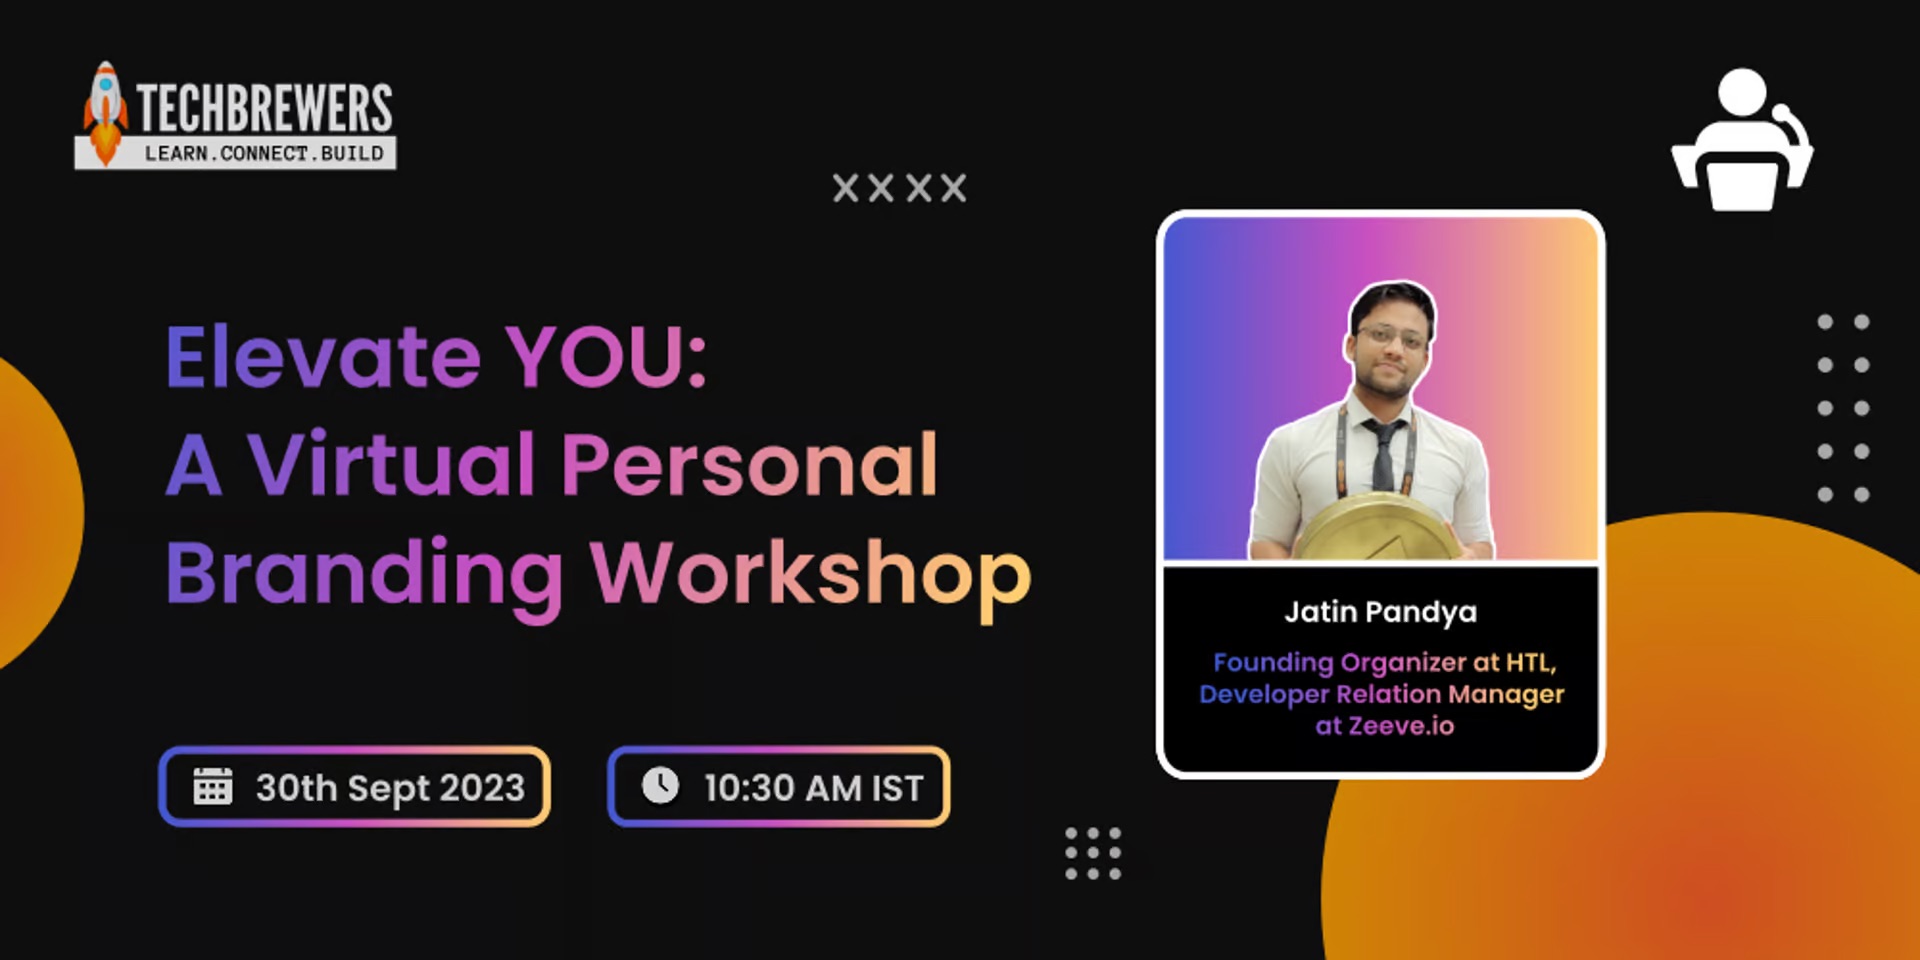 TECHBREWERS
LEARN.CONNECT.BUILD
Elevate YOU:
A Virtual Personal
Branding Workshop
30th Sept 2023
10:30 AM IST
Jatin Pandya
Founding Organizer at HTL,
Developer Relation Manager
at Zeeve.io